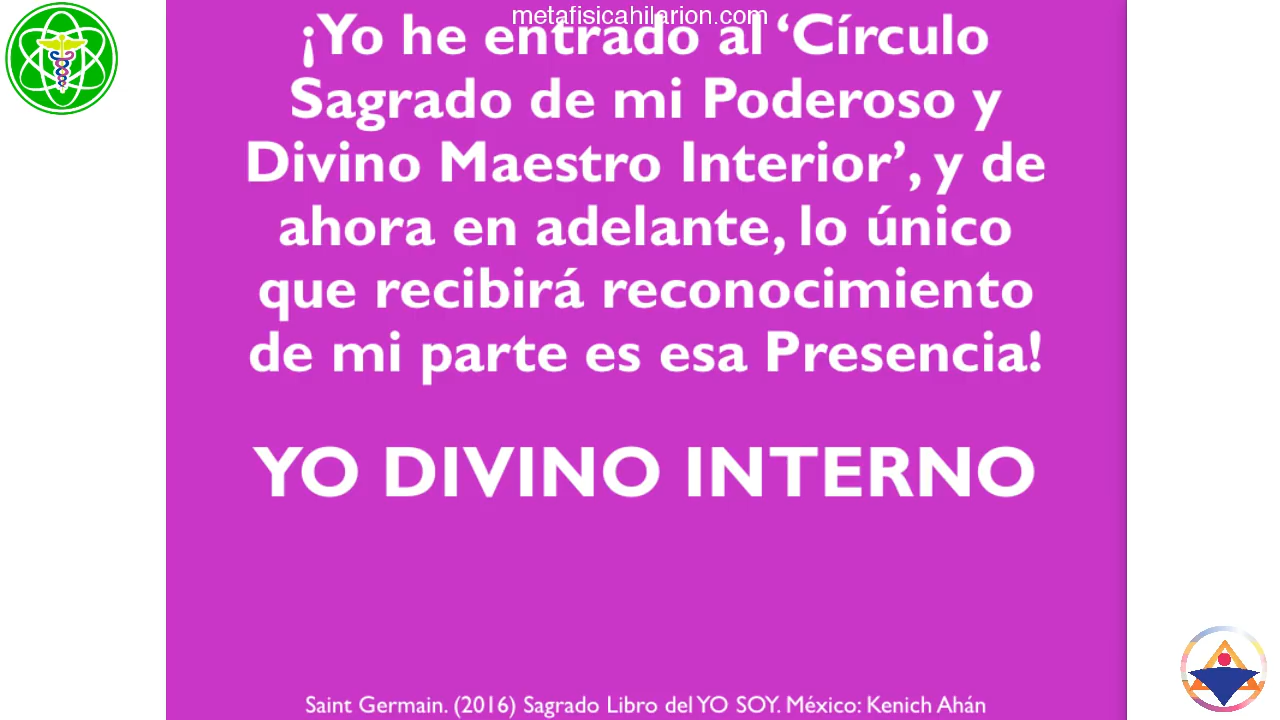 metafisicahilarion.com
¡Yo he entrado al ‘Círculo
Sagrado de mi Poderoso y
Divino Maestro Interior’, y de
ahora en adelante, lo único
que recibirá reconocimiento
de mi parte es esa Presencia!
YO DIVINO INTERNO
Saint Germain. (2016) Sagrado Libro del YO SOY. México: Kenich Ahán